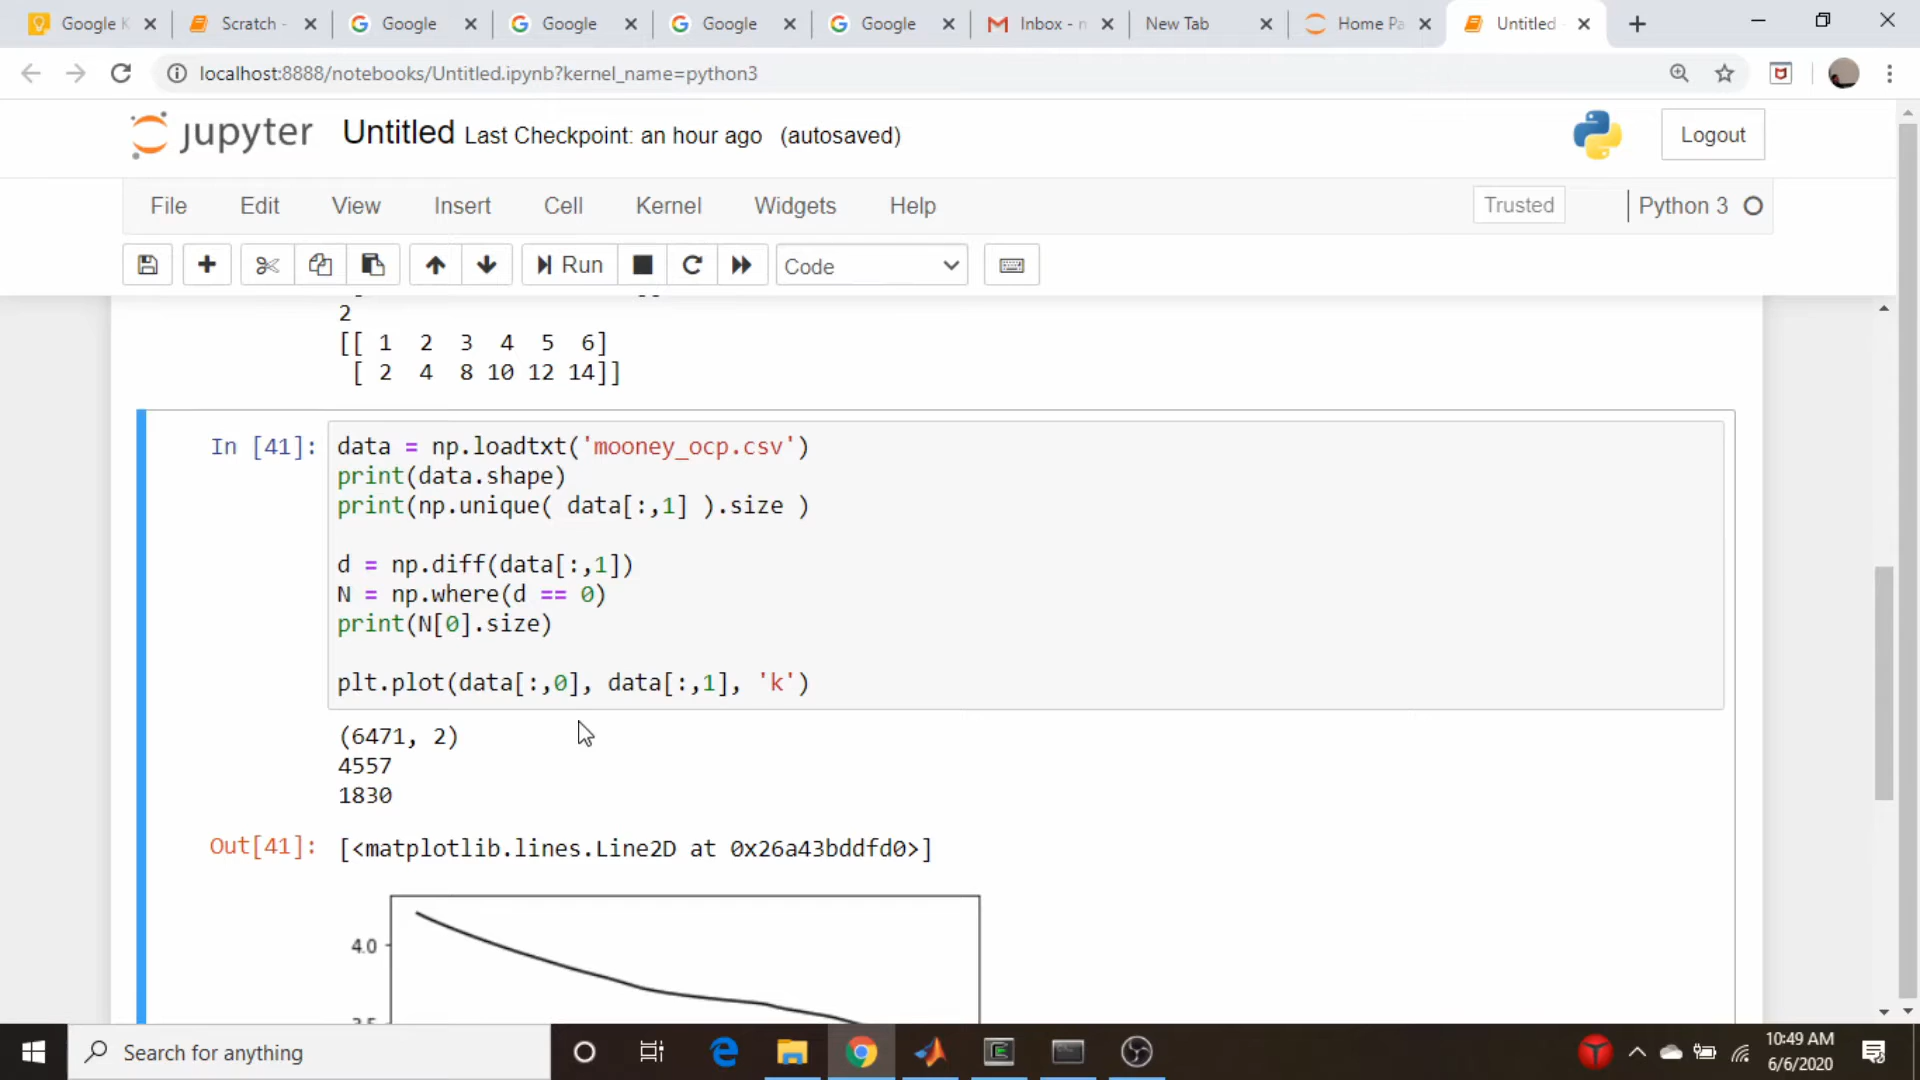 Google K
Scratch -
Google
Google
Google
Google
Inbox - n
New Tab
Home Pa
Untitled
localhost:8888/notebooks/Untitled.ipynb?kernel_name=python3
jupyter Untitled Last Checkpoint: an hour ago (autosaved)
Logout
File Edit View Insert Cell Kernel Widgets Help
Trusted
Python 3
Run
Code
2
[[ 1 2 3 4 5 6]
[ 2 4 8 10 12 14]]
In [41]:
data = np.loadtxt('mooney_ocp.csv')
print(data.shape)
print(np.unique( data[:,1] ).size )
d = np.diff(data[:,1])
N = np.where(d == 0)
print(N[0].size)
plt.plot(data[:,0], data[:,1], 'k')
(6471, 2)
4557
1830
Out[41]: [<matplotlib.lines.Line2D at 0x26a43bddfd0>]
4.0
Search for anything
10:49 AM
6/6/2020